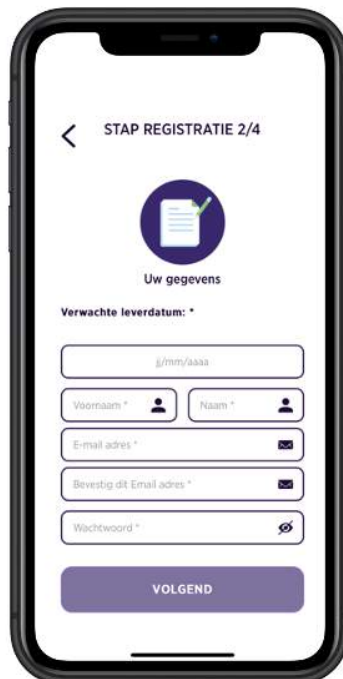 STAP REGISTRATIE 2/4
Uw gegevens
Verwachte leverdatum: *
jj/mm/aaaa
Voornaam * Naam *
E-mail adres *
Bevestig dit Email adres *
Wachtwoord *
VOLGEND